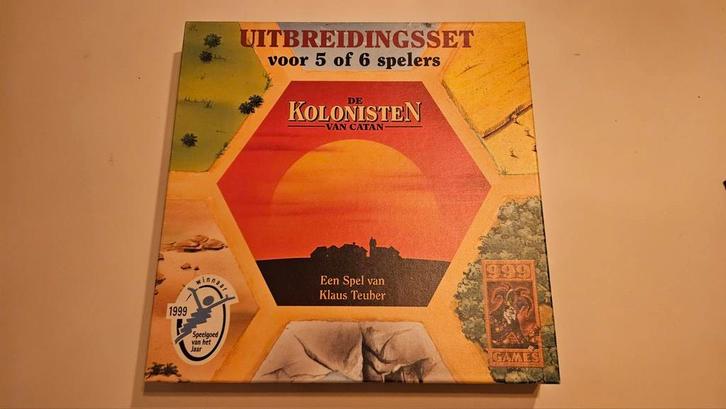 UITBREIDINGSSET
voor 5 of 6 spelers
DE
KOLONISTEN
VAN CATAN
Een Spel van
Klaus Teuber
winnaar
1999
Speelgoed
van het
Jaar
999
GAMES